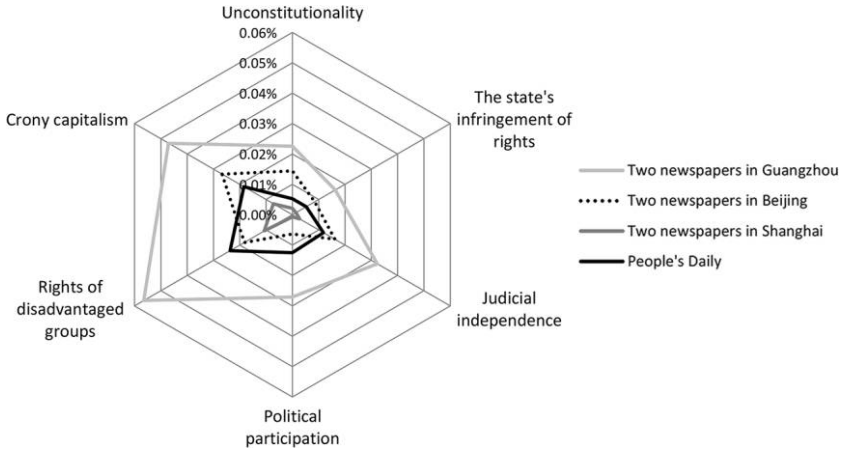 Unconstitutionality
0.06%
0.05%
0.04%
0.03%
0.02%
0.01%
0.00%
The state's
infringement of
rights
Judicial
independence
Political
participation
Rights of
disadvantaged
groups
Crony capitalism
Two newspapers in Guangzhou
Two newspapers in Beijing
Two newspapers in Shanghai
People's Daily